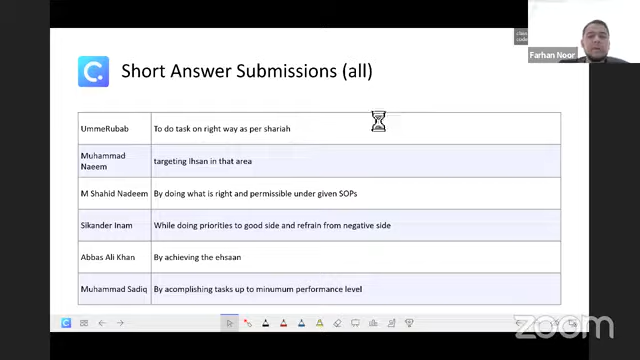 Farhan Noor
C.
Short Answer Submissions (all)
UmmeRubab To do task on right way as per shariah
Muhammad
Naeem targeting Ihsan in that area
M Shahid Nadeem By doing what is right and permissible under given SOPs
Sikander Inam While doing priorities to good side and refrain from negative side
Abbas Ali Khan By achieving the ehsaan
Muhammad Sadiq By acomplishing tasks up to minumum performance level
zoom